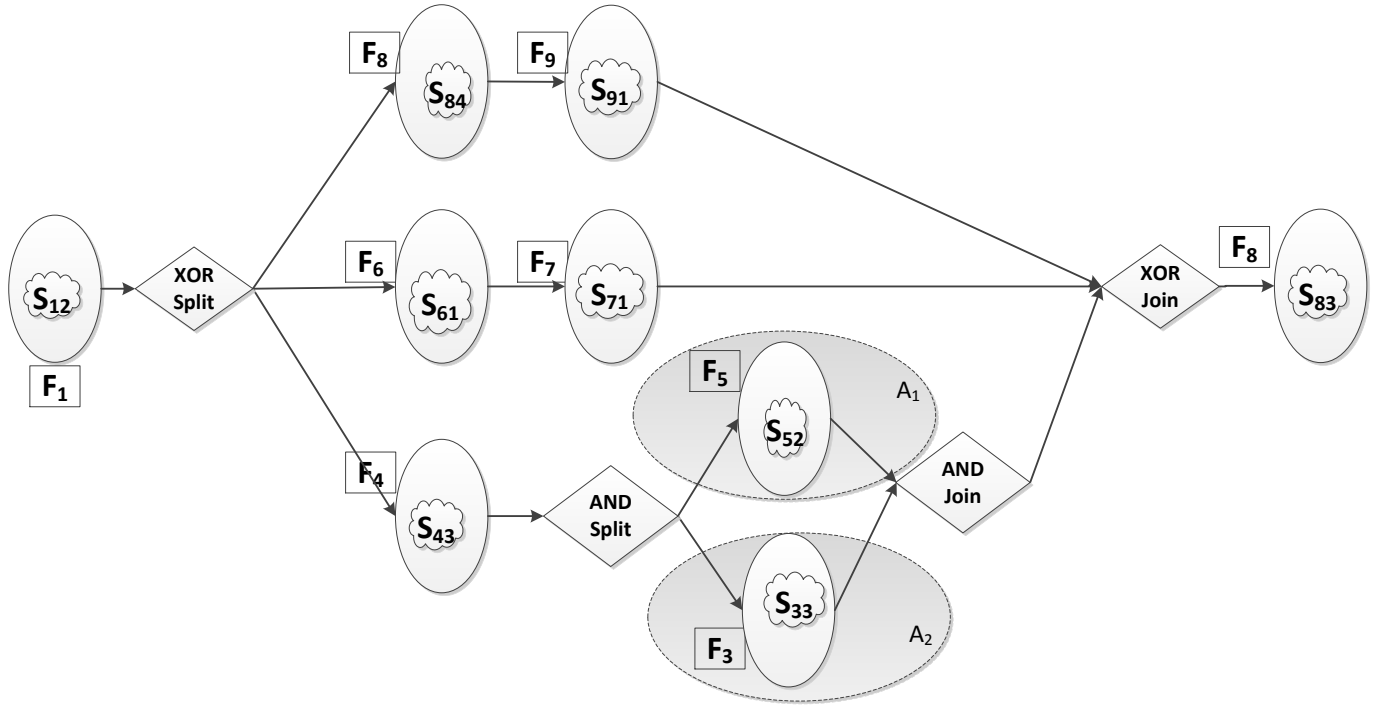 F8
S84
F9
S91
S12
F1
XOR
Split
F6
S61
F7
S71
XOR
Join
F8
S83
F4
S43
AND
Split
F5
S52
A1
AND
Join
S33
F3
A2